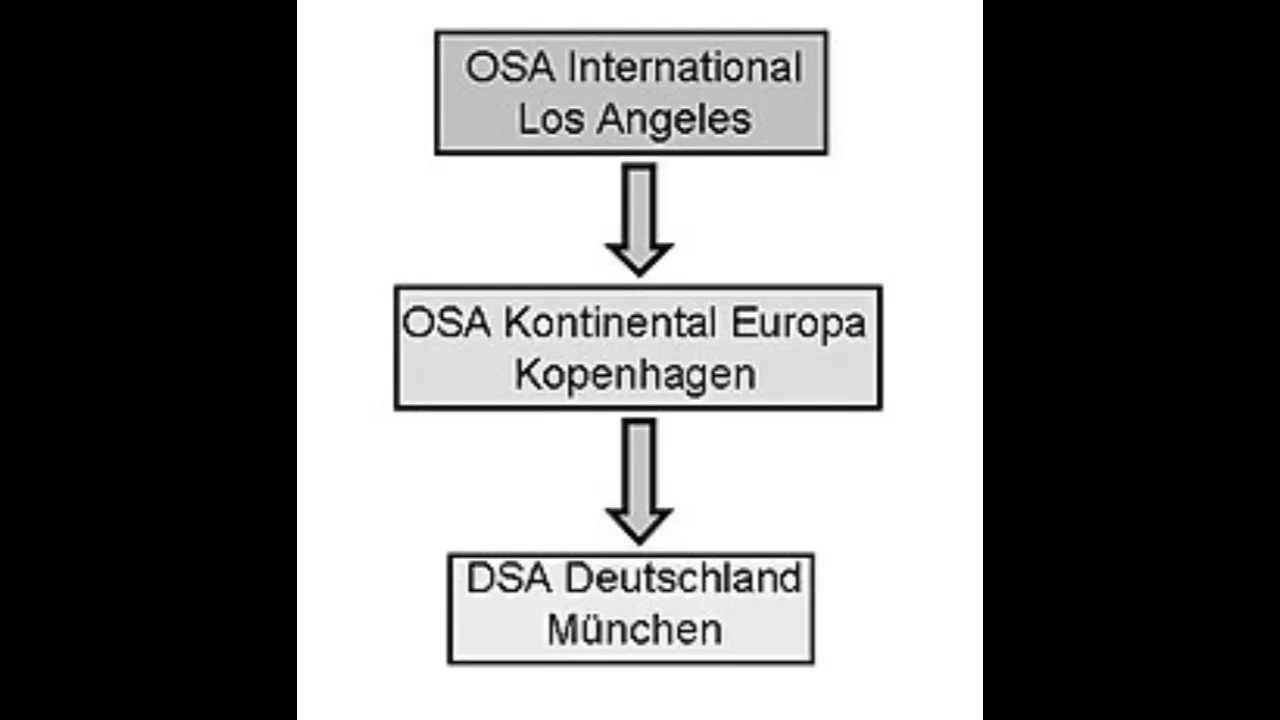 OSA International
Los Angeles
OSA Kontinental Europa
Kopenhagen
DSA Deutschland
München